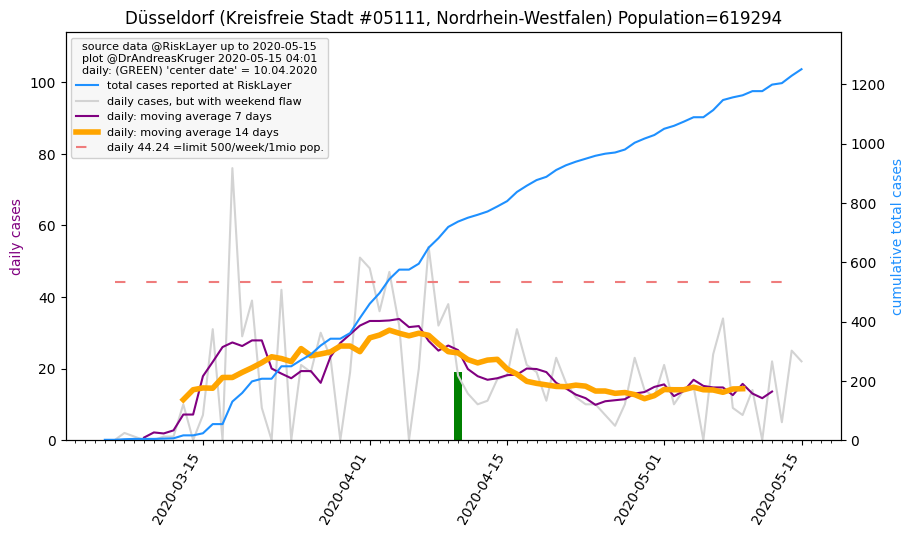 Düsseldorf (Kreisfreie Stadt #05111, Nordrhein-Westfalen) Population=619294
source data @RiskLayer up to 2020-05-15
plot @DrAndreasKruger 2020-05-15 04:01
daily: (GREEN) 'center date' = 10.04.2020
total cases reported at RiskLayer
daily cases, but with weekend flaw
daily: moving average 7 days
daily: moving average 14 days
daily 44.24 =limit 500/week/1mio pop.
daily cases
100
80
60
40
20
0
cumulative total cases
1200
1000
800
600
400
200
0
2020-03-15
2020-04-01
2020-04-15
2020-05-01
2020-05-15